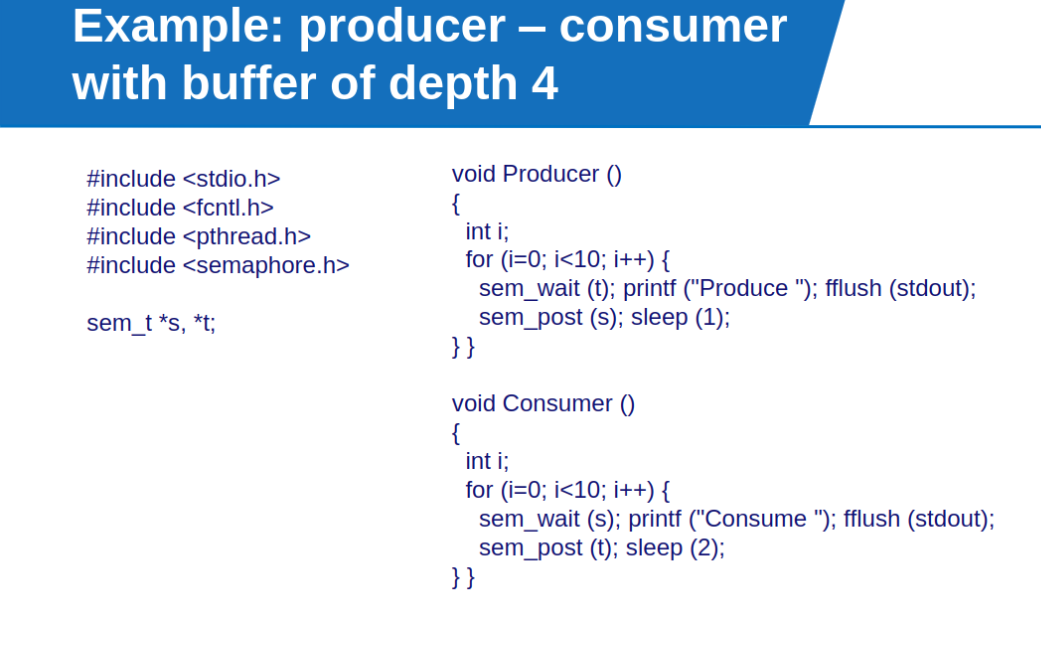 Example: producer – consumer
with buffer of depth 4
#include <stdio.h>
#include <fcntl.h>
#include <pthread.h>
#include <semaphore.h>
sem_t *s, *t;
void Producer ()
{
int i;
for (i=0; i<10; i++) {
sem_wait (t); printf ("Produce "); fflush (stdout);
sem_post (s); sleep (1);
} }
void Consumer ()
{
int i;
for (i=0; i<10; i++) {
sem_wait (s); printf ("Consume "); fflush (stdout);
sem_post (t); sleep (2);
} }